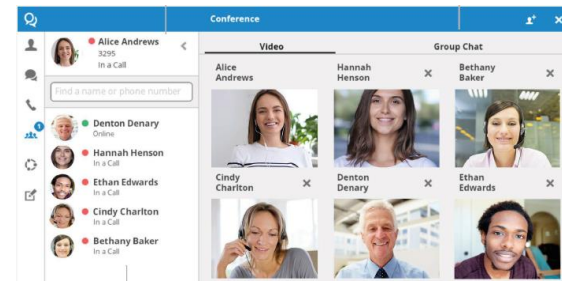 Conference
Alice Andrews
3295
In a Call
Find a name or phone number
1
Denton Denary
Online
Hannah Henson
In a Call
Ethan Edwards
In a Call
Cindy Charlton
In a Call
Bethany Baker
In a Call
Video
Group Chat
Alice
Andrews
Hannah
Henson
Bethany
Baker
Cindy
Charlton
Denton
Denary
Ethan
Edwards